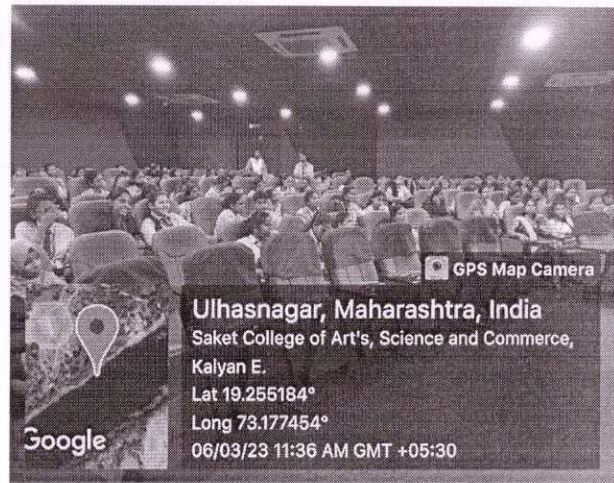 GPS Map Camera
Ulhasnagar, Maharashtra, India
Saket College of Art's, Science and Commerce,
Kalyan E.
Lat 19.255184°
Long 73.177454°
06/03/23 11:36 AM GMT +05:30
Google